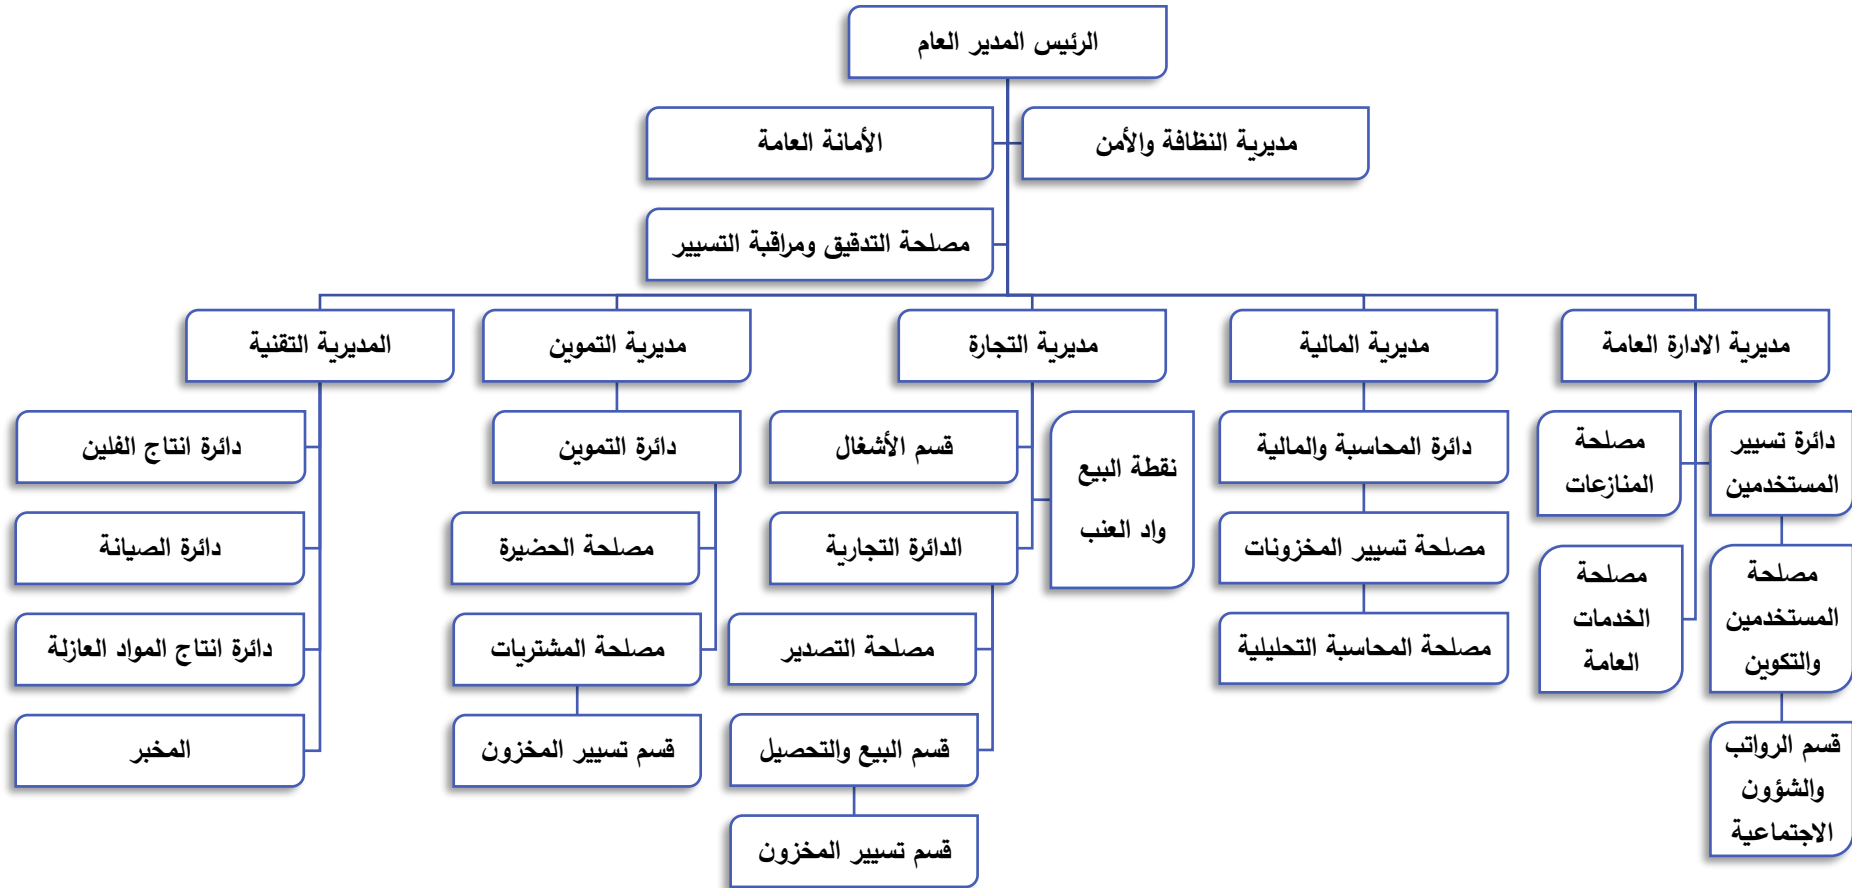 الرئيس المدير العام
مديرية النظافة والأمن
الأمانة العامة
مصلحة التدقيق ومراقبة التسيير
مديرية الادارة العامة
مديرية المالية
مديرية التجارة
مديرية التموين
المديرية التقنية
دائرة تسيير
المستخدمين
مصلحة
المنازعات
مصلحة
المستخدمين
والتكوين
مصلحة
الخدمات
العامة
قسم الرواتب
والشؤون
الاجتماعية
دائرة المحاسبة والمالية
مصلحة تسيير المخزونات
مصلحة المحاسبة التحليلية
نقطة البيع
واد العنب
قسم الأشغال
الدائرة التجارية
مصلحة التصدير
قسم البيع والتحصيل
قسم تسيير المخزون
دائرة التموين
مصلحة الحضيرة
مصلحة المشتريات
قسم تسيير المخزون
دائرة انتاج الفلين
دائرة الصيانة
دائرة انتاج المواد العازلة
المخبر